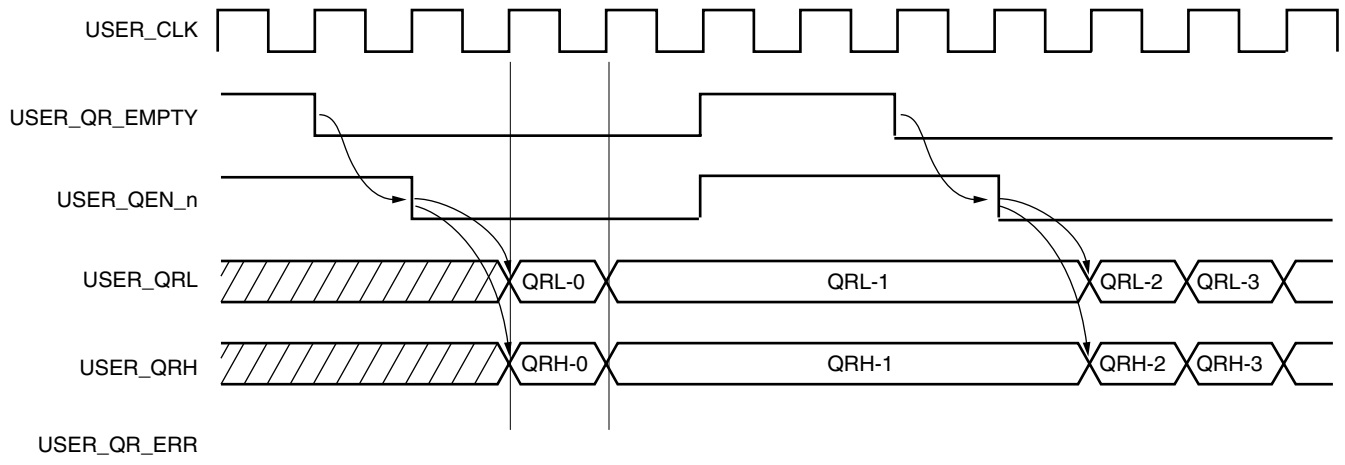 USER_CLK
USER_QR_EMPTY
USER_QEN_n
USER_QRL QRL-0 QRL-1 QRL-2 QRL-3
USER_QRH QRH-0 QRH-1 QRH-2 QRH-3
USER_QR_ERR